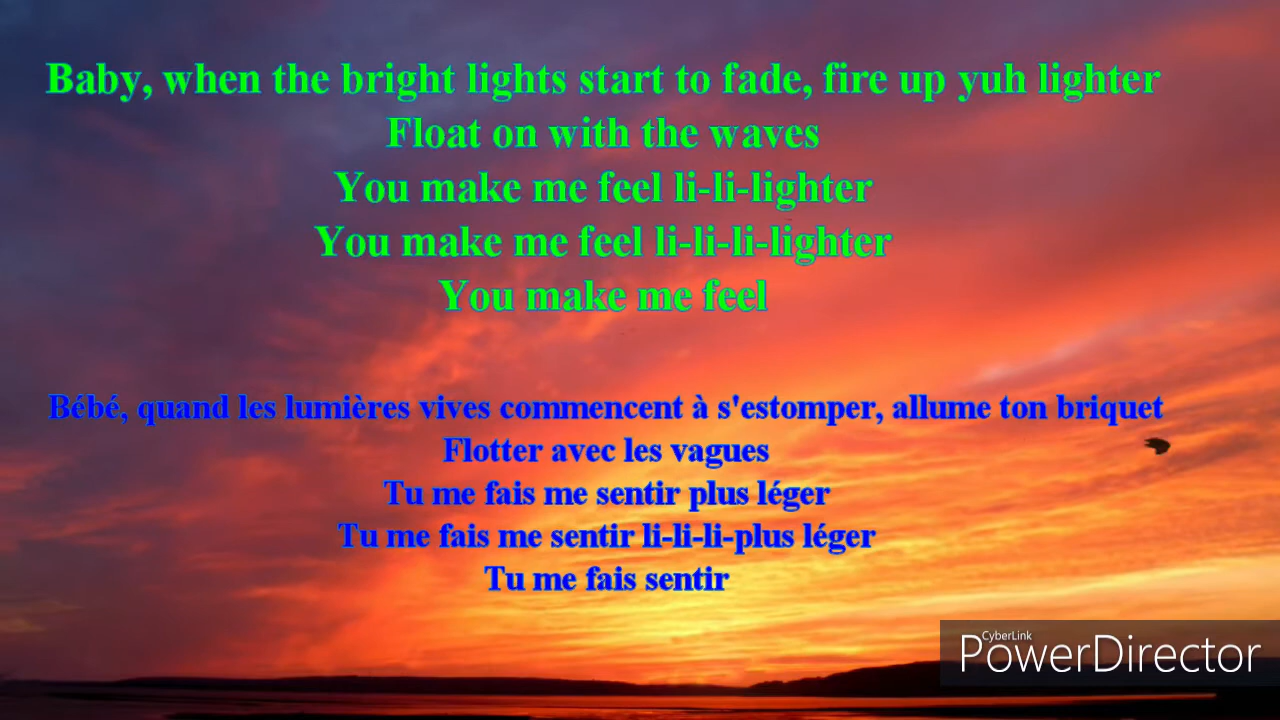 Baby, when the bright lights start to fade, fire up yuh lighter
Float on with the waves
You make me feel li-li-lighter
You make me feel li-li-li-lighter
You make me feel
Bébé, quand les lumières vives commencent à s'estomper, allume ton briquet
Flotter avec les vagues
Tu me fais me sentir plus léger
Tu me fais me sentir li-li-li-plus léger
Tu me fais sentir
CyberLink
PowerDirector